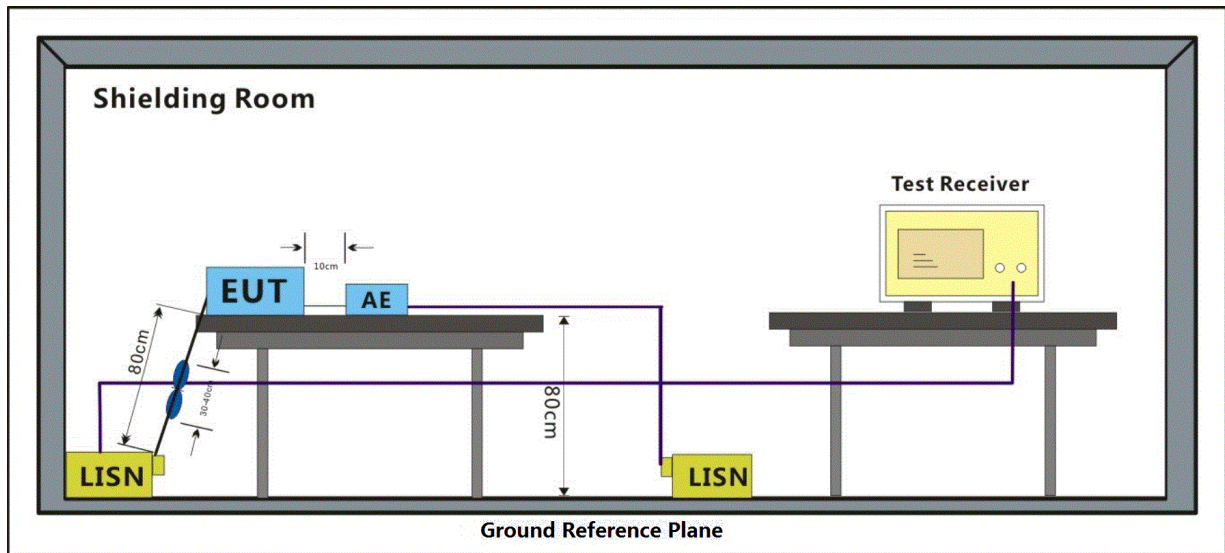 Shielding Room
Test Receiver
10cm
EUT
AE
80cm
30-40cm
80cm
LISN
LISN
Ground Reference Plane